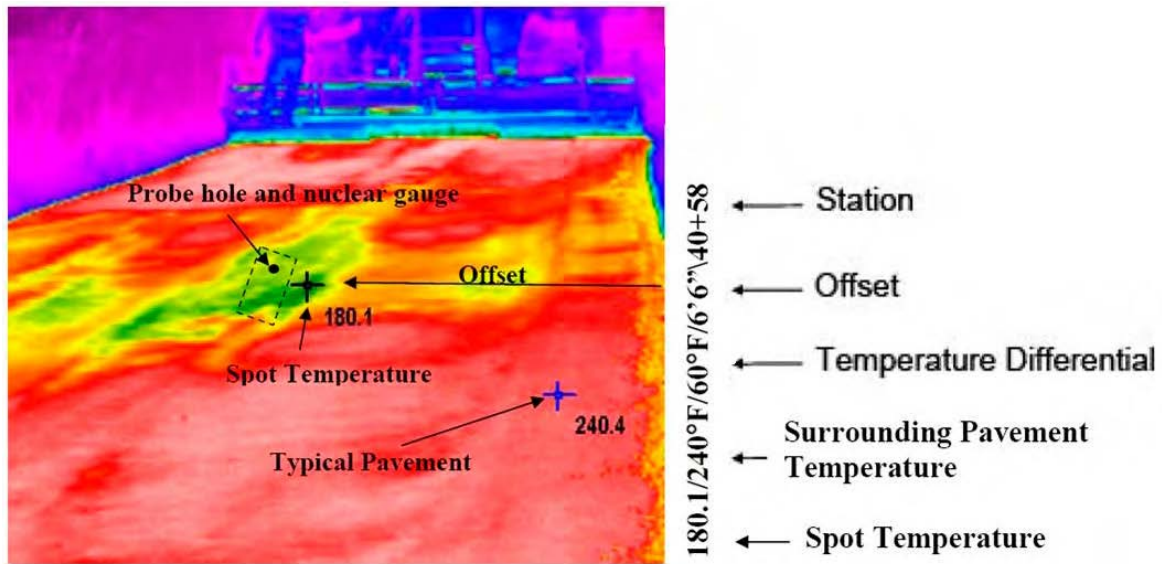 Probe hole and nuclear gauge
Offset
180.1
Spot Temperature
240.4
Typical Pavement
180.1/240°F/60°F/6’6”\40+58
Station
Offset
Temperature Differential
Surrounding Pavement
Temperature
Spot Temperature